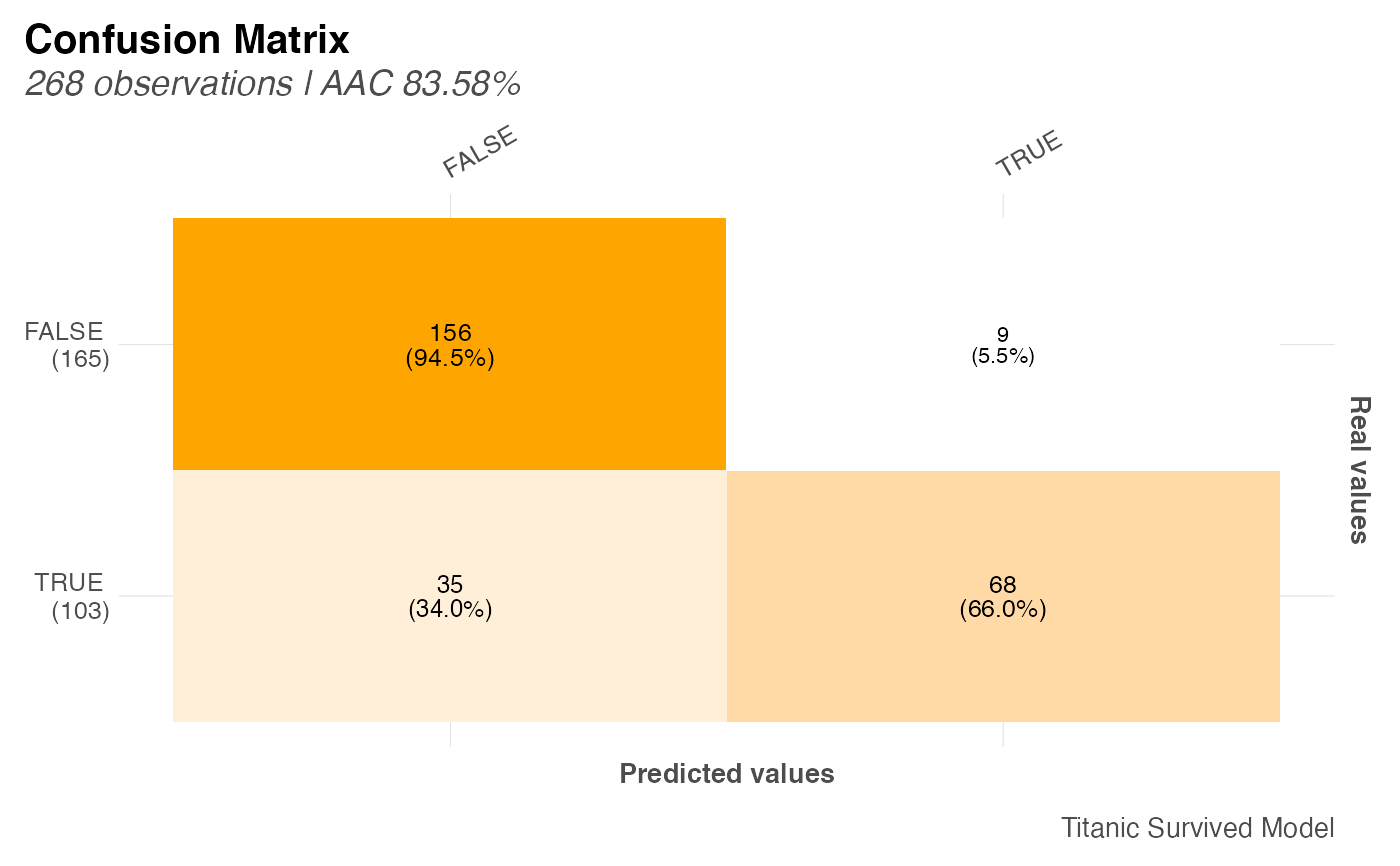 Confusion Matrix
268 observations | AAC 83.58%
FALSE
TRUE
FALSE
(165)
156
(94.5%)
9
(5.5%)
Real values
TRUE
(103)
35
(34.0%)
68
(66.0%)
Predicted values
Titanic Survived Model